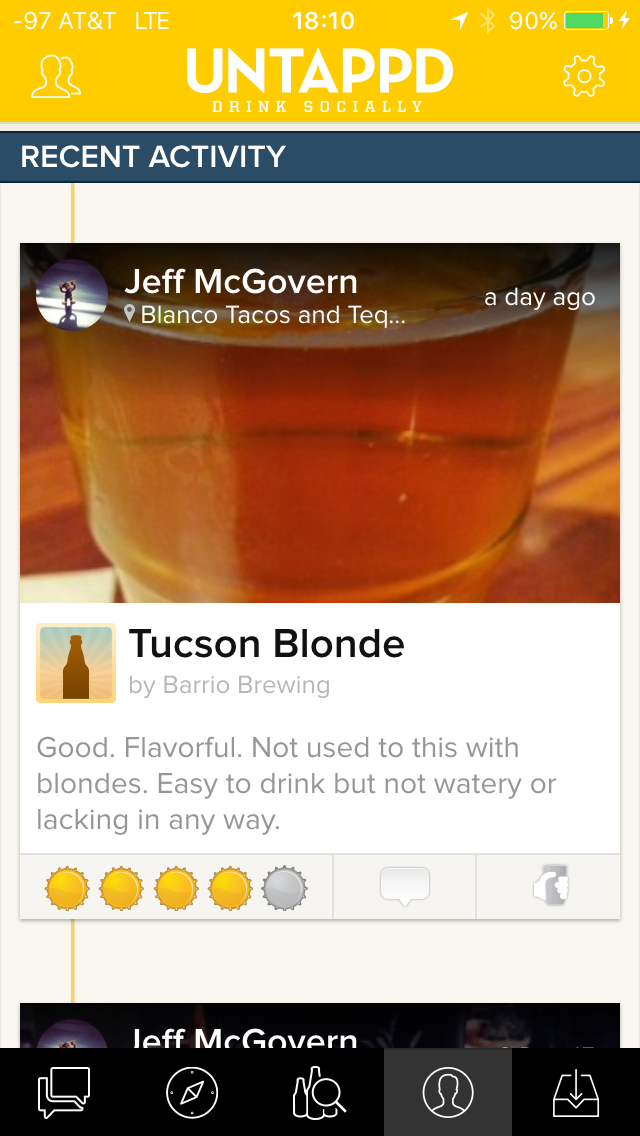 -97 AT&T LTE 18:10 90%
UNTAPPD
DRINK SOCIALLY
RECENT ACTIVITY
Jeff McGovern
a day ago
Blanco Tacos and Teq...
Tucson Blonde
by Barrio Brewing
Good. Flavorful. Not used to this with
blondes. Easy to drink but not watery or
lacking in any way.
Jeff McGovern